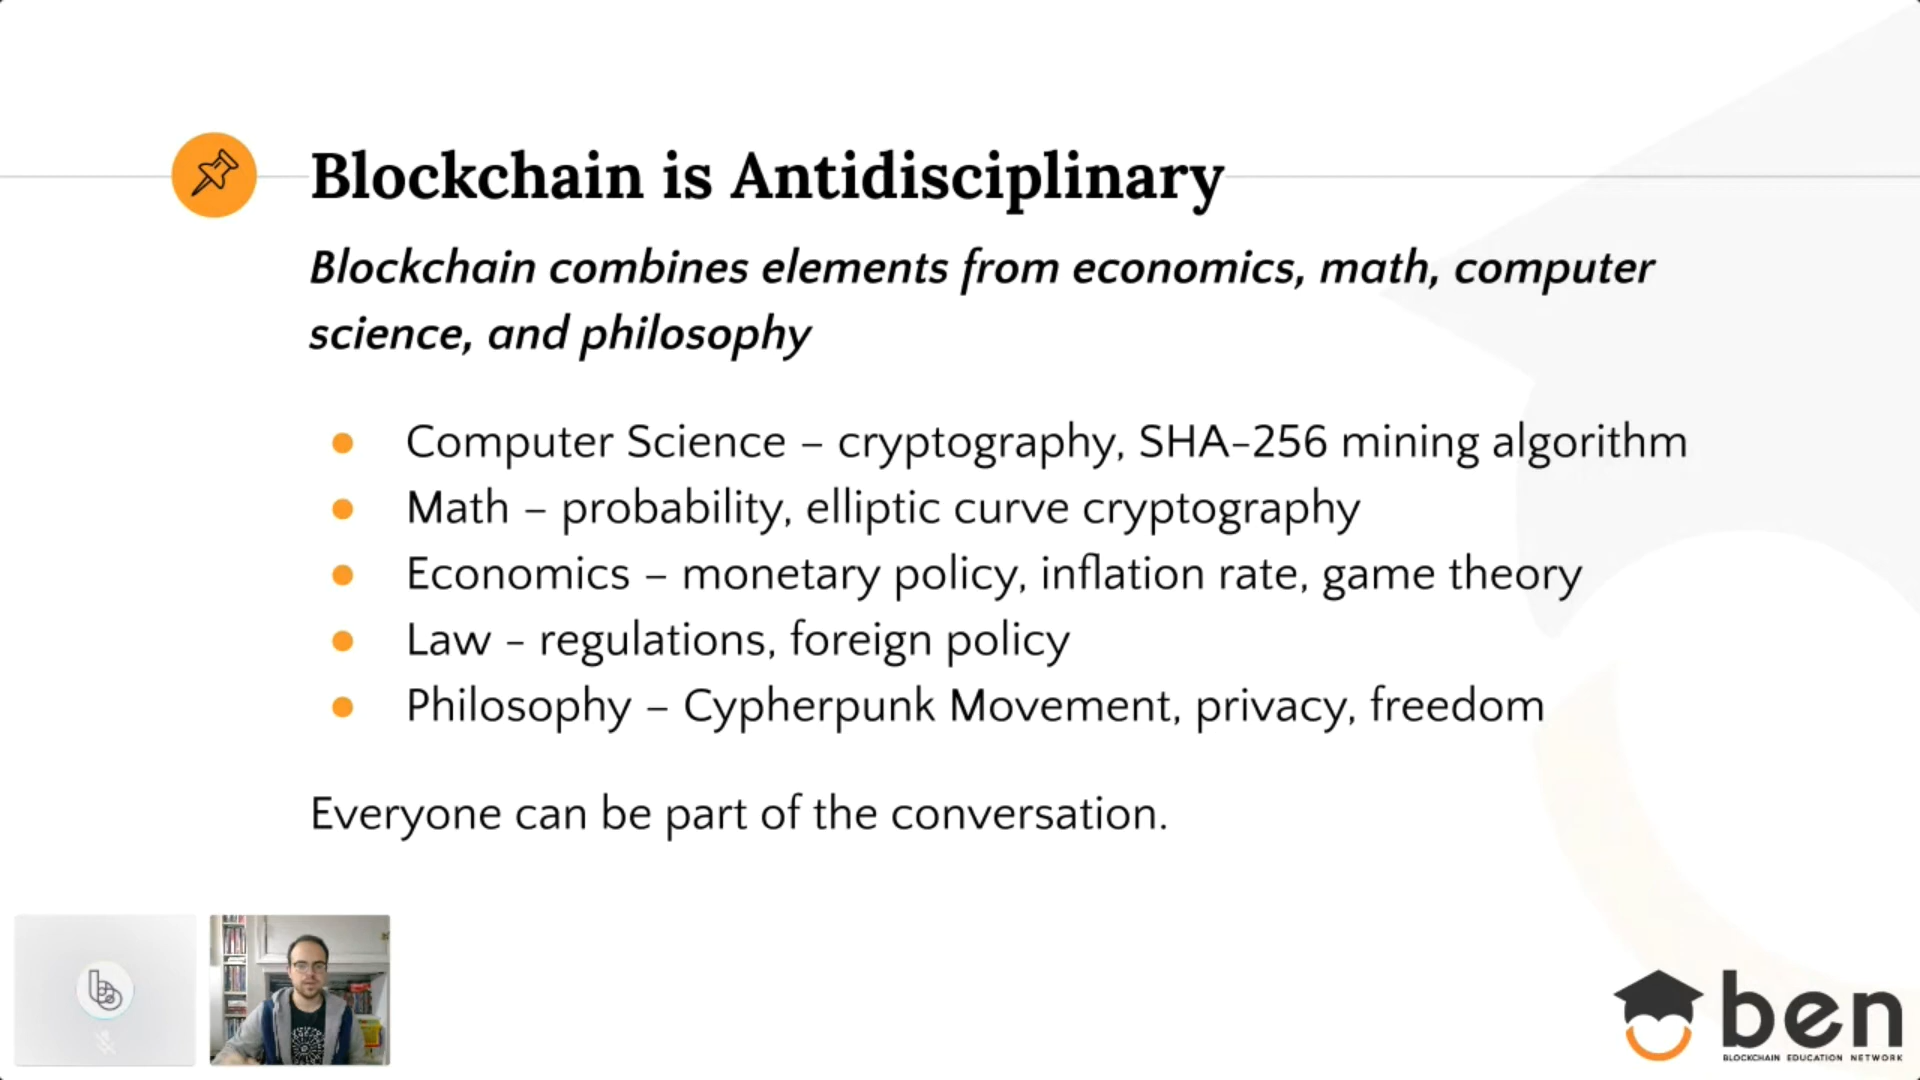 Blockchain is Antidisciplinary
Blockchain combines elements from economics, math, computer
science, and philosophy
Computer Science – cryptography, SHA-256 mining algorithm
Math – probability, elliptic curve cryptography
Economics – monetary policy, inflation rate, game theory
Law - regulations, foreign policy
Philosophy – Cypherpunk Movement, privacy, freedom
Everyone can be part of the conversation.
ben
BLOCKCHAIN EDUCATION NETWORK